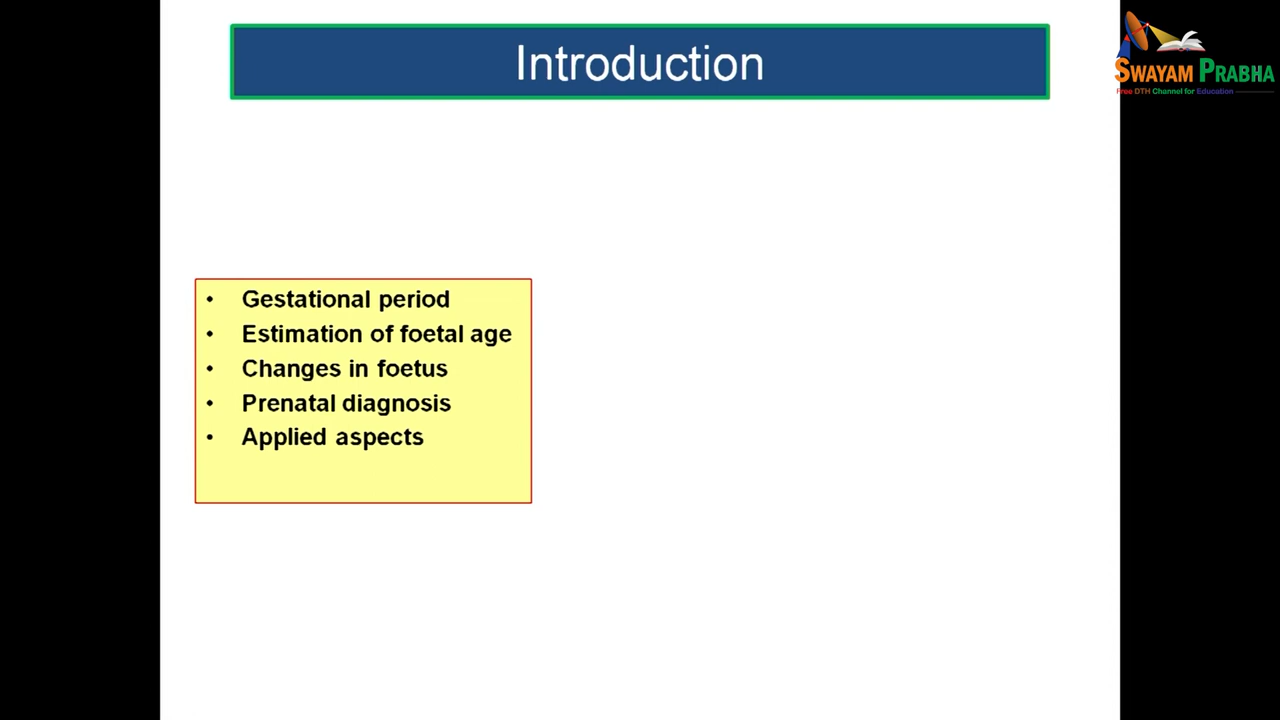 Introduction
SWAYAM PRABHA
Free DTH Channel for Education
• Gestational period
• Estimation of foetal age
• Changes in foetus
• Prenatal diagnosis
• Applied aspects